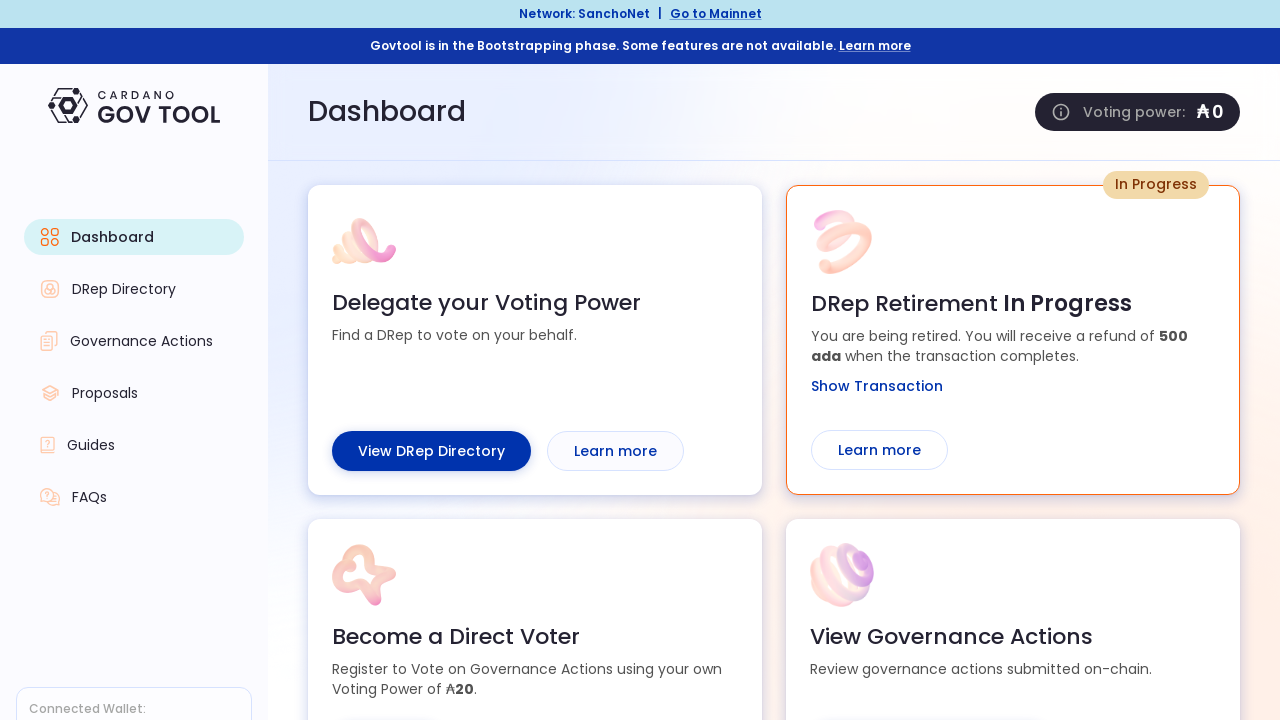 Network: SanchoNet | Go to Mainnet
Govtool is in the Bootstrapping phase. Some features are not available. Learn more
CARDANO
GOV TOOL
Dashboard
DRep Directory
Governance Actions
Proposals
Guides
FAQs
Connected Wallet:
Dashboard
Voting power: ₳ 0
Delegate your Voting Power
Find a DRep to vote on your behalf.
View DRep Directory
Learn more
In Progress
DRep Retirement In Progress
You are being retired. You will receive a refund of 500
ada when the transaction completes.
Show Transaction
Learn more
Become a Direct Voter
Register to Vote on Governance Actions using your own
Voting Power of ₳20.
View Governance Actions
Review governance actions submitted on-chain.